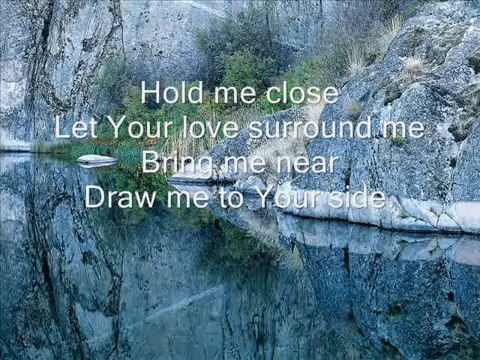 Hold me close
Let Your love surround me
Bring me near
Draw me to Your side